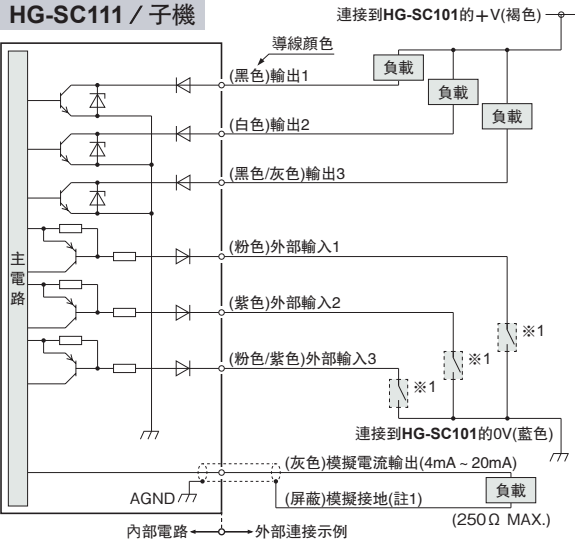 HG-SC111／子機
連接到HG-SC101的＋V(褐色)
導線顏色
(黑色)輸出1
負載
(白色)輸出2
負載
(黑色/灰色)輸出3
負載
主電路
(粉色)外部輸入1
(紫色)外部輸入2
※1
(粉色/紫色)外部輸入3
※1
※1
連接到HG-SC101的0V(藍色)
(灰色)模擬電流輸出(4mA ~ 20mA)
AGND
(屏蔽)模擬接地(註1)
負載
(250Ω MAX.)
內部電路
外部連接示例